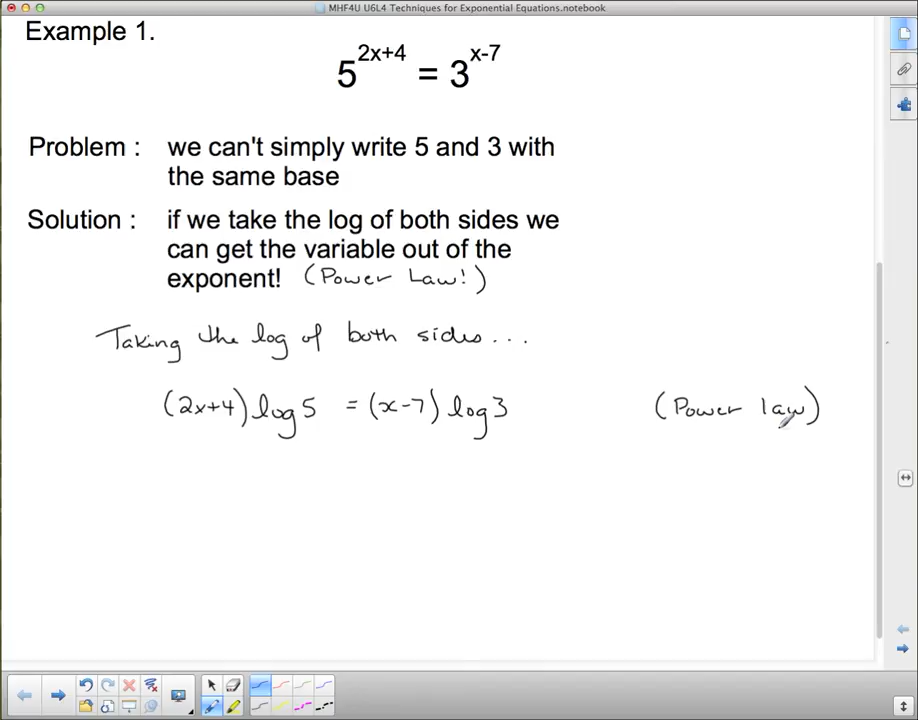 MHF4U U6L4 Techniques for Exponential Equations.notebook
Example 1.
5^{2x+4} = 3^{x-7}
Problem : we can't simply write 5 and 3 with
the same base
Solution : if we take the log of both sides we
can get the variable out of the
exponent! (Power Law!)
Taking the log of both sides...
(2x+4) log 5 = (x-7) log 3 (Power law)